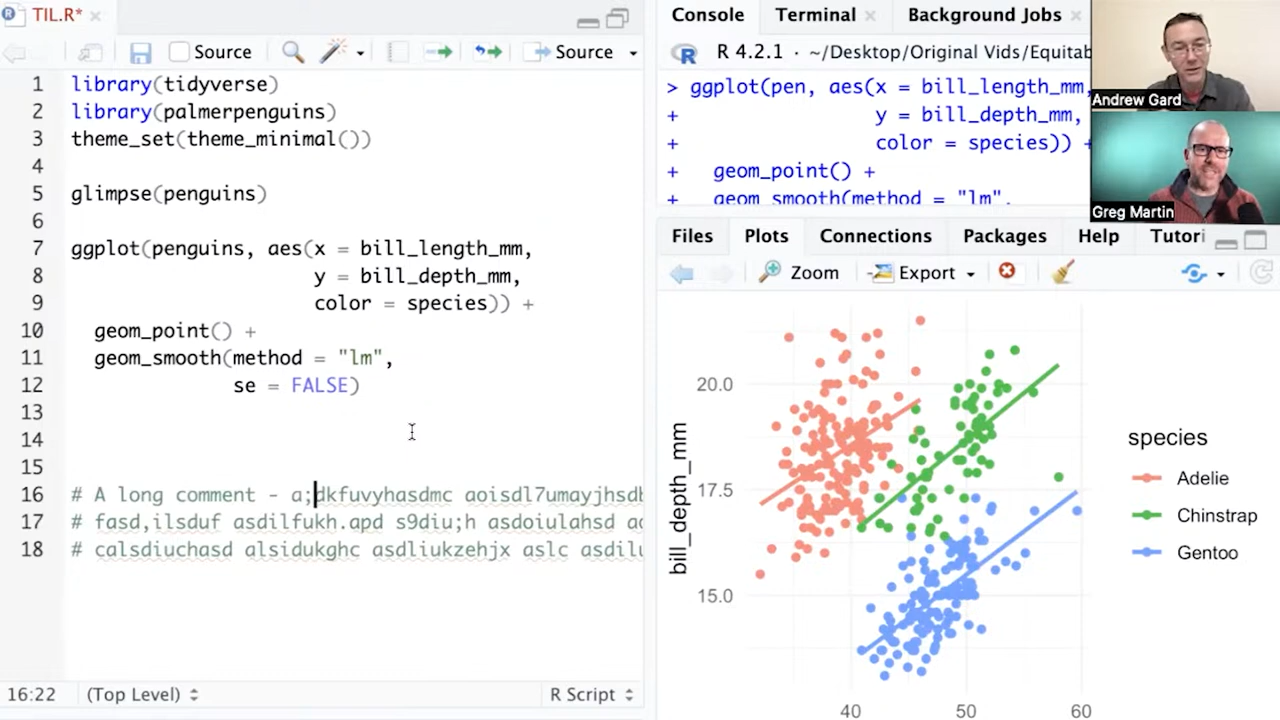 TIL.R*
Source
Source
1 library(tidyverse)
2 library(palmerpenguins)
3 theme_set(theme_minimal())
4
5 glimpse(penguins)
6
7 ggplot(penguins, aes(x = bill_length_mm,
8 y = bill_depth_mm,
9 color = species)) +
10 geom_point() +
11 geom_smooth(method = "lm",
12 se = FALSE)
13
14
15
16 # A long comment - a;dkfuvyhasdmc aoisdl7umayjhsdb
17 # fasd,ilsduf asdilfukh.apd s9diu;h asdoiulahsd
18 # calsdiuchasd alsidukghc asdliukzehjx aslc
16:22 (Top Level) R Script
Console Terminal Background Jobs
R 4.2.1 · ~/Desktop/Original Vids/Equitab
> ggplot(pen, aes(x = bill_length_mm,
+ y = bill_depth_mm,
+ color = species)) +
+ geom_point() +
+ geom_smooth(method = "lm",
Andrew Gard
Greg Martin
Files Plots Connections Packages Help Tutori
Zoom Export
bill_depth_mm
20.0
17.5
15.0
40 50 60
species
Adelie
Chinstrap
Gentoo